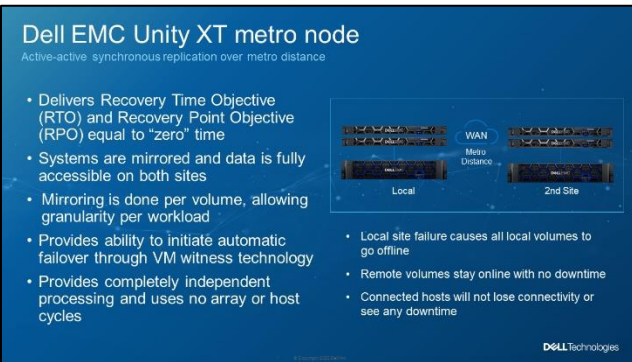 Dell EMC Unity XT metro node
Active-active synchronous replication over metro distance
• Delivers Recovery Time Objective
(RTO) and Recovery Point Objective
(RPO) equal to “zero” time
• Systems are mirrored and data is fully
accessible on both sites
• Mirroring is done per volume, allowing
granularity per workload
• Provides ability to initiate automatic
failover through VM witness technology
• Provides completely independent
processing and uses no array or host
cycles
WAN
Metro
Distance
Local
2nd Site
• Local site failure causes all local volumes to
go offline
• Remote volumes stay online with no downtime
• Connected hosts will not lose connectivity or
see any downtime
DELLTechnologies